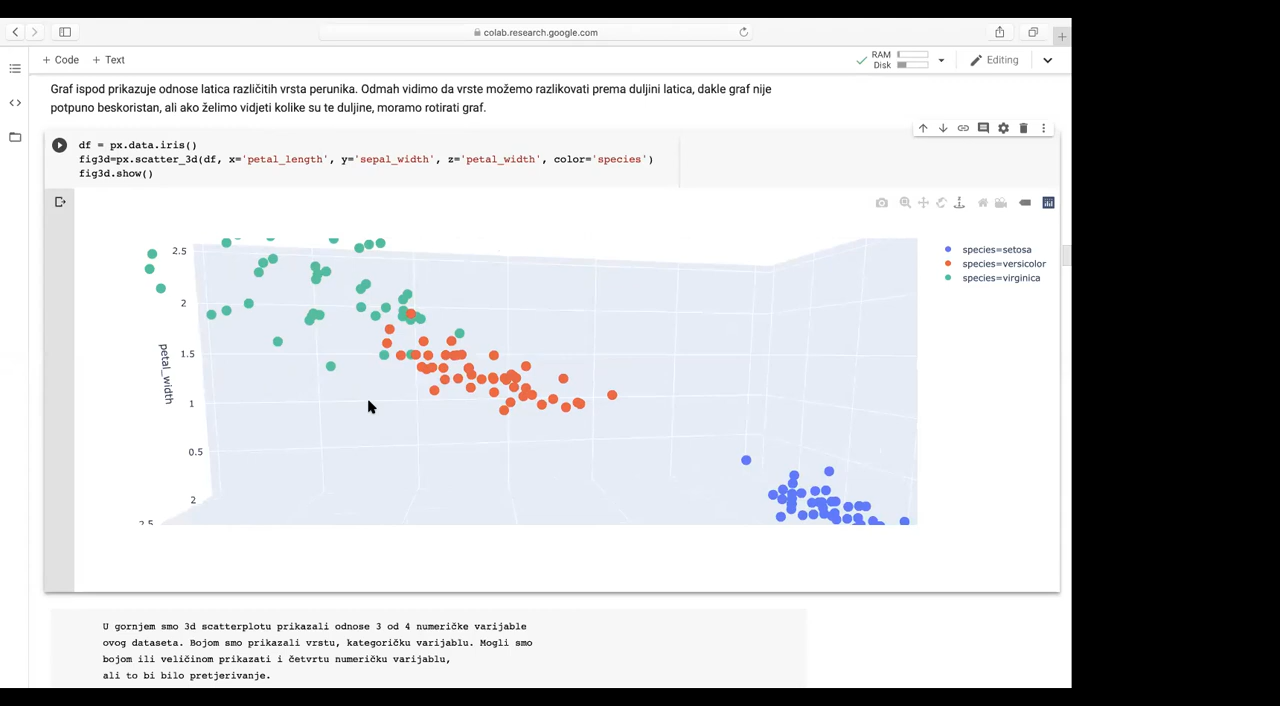 colab.research.google.com
+ Code + Text
RAM
Disk
Editing
Graf ispod prikazuje odnose latica različitih vrsta perunika. Odmah vidimo da vrste možemo razlikovati prema duljini latica, dakle graf nije
potpuno beskoristan, ali ako želimo vidjeti kolike su te duljine, moramo rotirati graf.
df = px.data.iris()
fig3d=px.scatter_3d(df, x='petal_length', y='sepal_width', z='petal_width', color='species')
fig3d.show()
species=setosa
species=versicolor
species=virginica
2.5
2
1.5
petal_width
1
0.5
2
2.5
U gornjem smo 3d scatterplotu prikazali odnose 3 od 4 numeričke varijable
ovog dataseta. Bojom smo prikazali vrstu, kategoričku varijablu. Mogli smo
bojom ili veličinom prikazati i četvrtu numeričku varijablu,
ali to bi bilo pretjerivanje.